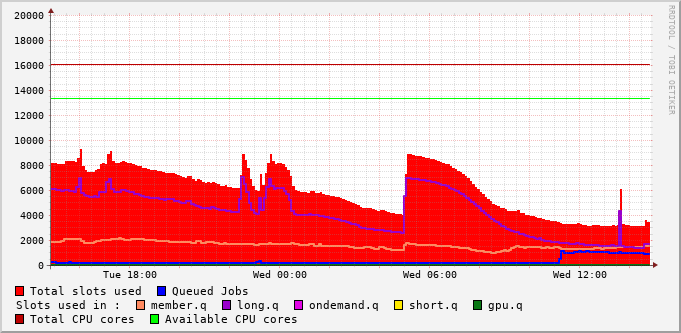 20000
18000
16000
14000
12000
10000
8000
6000
4000
2000
0
Tue 18:00 Wed 00:00 Wed 06:00 Wed 12:00
Total slots used Queued Jobs
Slots used in : member.q long.q ondemand.q short.q gpu.q
Total CPU cores Available CPU cores
RRDTOOL / TOBI OETIKER